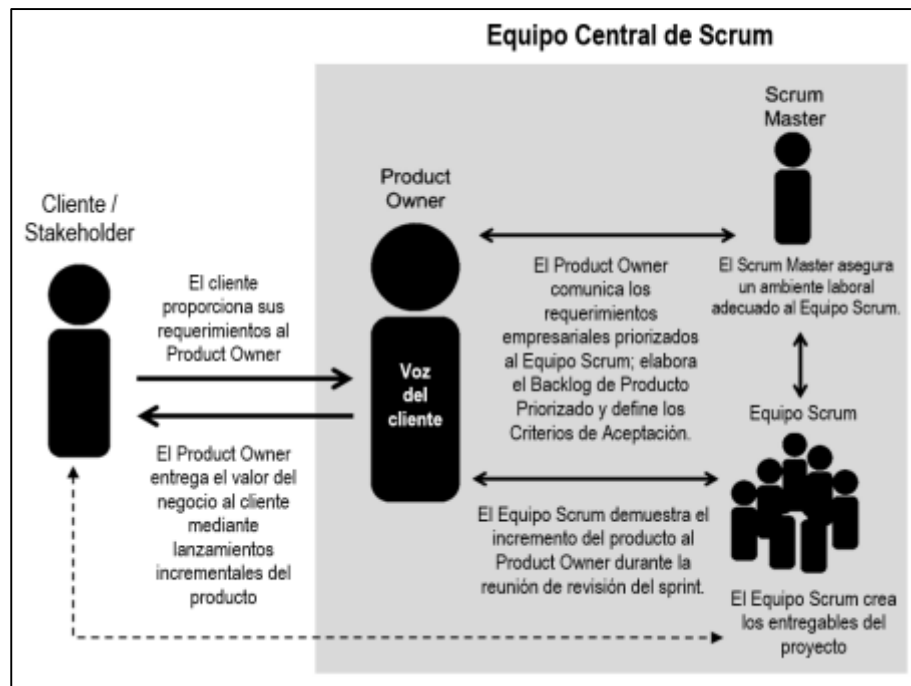 Equipo Central de Scrum
Cliente /
Stakeholder
El cliente
proporciona sus
requerimientos al
Product Owner
El Product Owner
entrega el valor del
negocio al cliente
mediante
lanzamientos
incrementales del
producto
Product
Owner
Voz
del
cliente
El Product Owner
comunica los
requerimientos
empresariales priorizados
al Equipo Scrum; elabora
el Backlog de Producto
Priorizado y define los
Criterios de Aceptación.
El Equipo Scrum demuestra el
incremento del producto al
Product Owner durante la
reunión de revisión del sprint.
Scrum
Master
El Scrum Master asegura
un ambiente laboral
adecuado al Equipo Scrum.
Equipo Scrum
El Equipo Scrum crea
los entregables del
proyecto